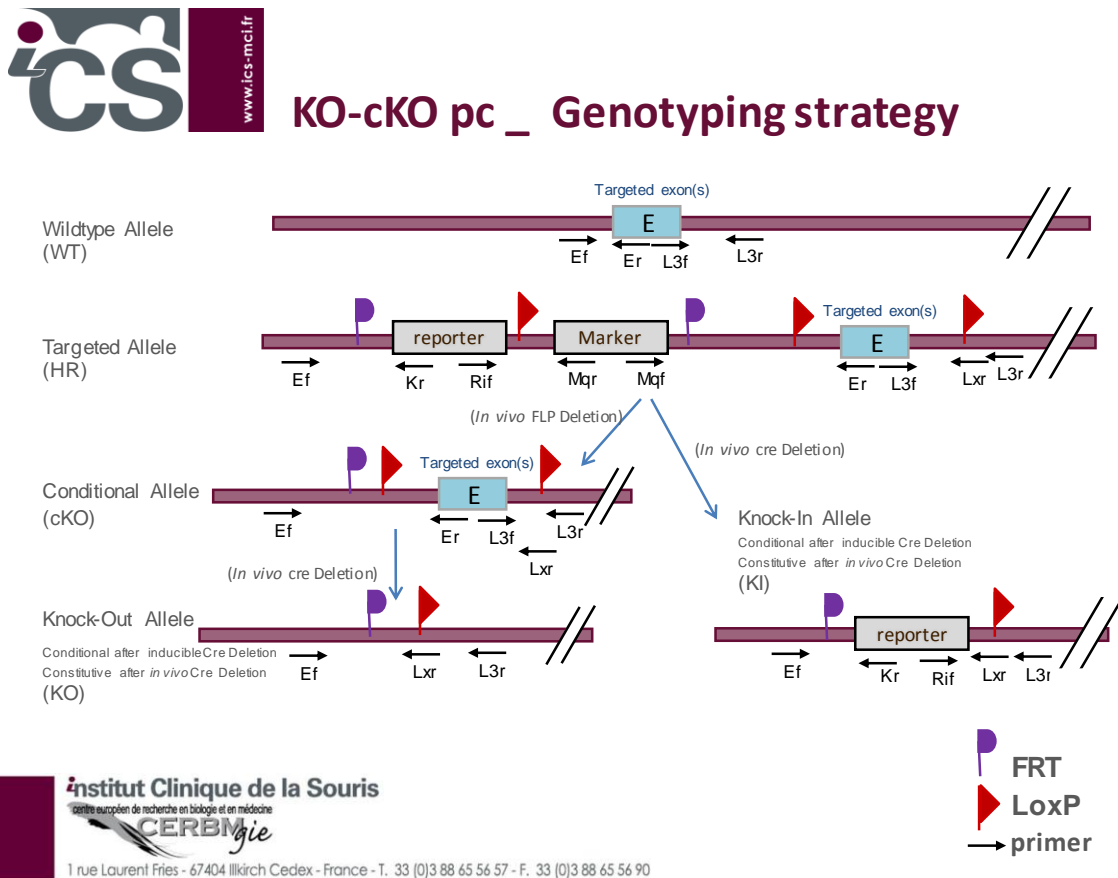 iCS
www.ics-mci.fr
KO-cKO pc _ Genotyping strategy
Targeted exon(s)
Wildtype Allele
(WT)
E
Ef
Er
L3f
L3r
Targeted exon(s)
Targeted Allele
(HR)
reporter
Marker
E
Ef
Kr
Rif
Mqr
Mqf
Er
L3f
Lxr
L3r
(In vivo FLP Deletion)
(In vivo cre Deletion)
Targeted exon(s)
Conditional Allele
(cKO)
E
Ef
Er
L3f
L3r
Lxr
Knock-In Allele
Conditional after inducible Cre Deletion
Constitutive after in vivo Cre Deletion
(KI)
(In vivo cre Deletion)
Knock-Out Allele
Conditional after inducible Cre Deletion
Constitutive after in vivo Cre Deletion
(KO)
Ef
Lxr
L3r
reporter
Ef
Kr
Rif
Lxr
L3r
FRT
LoxP
primer
institut Clinique de la Souris
centre européen de recherche en biologie et en médecine
CERBMgie
1 rue Laurent Fries - 67404 Illkirch Cedex - France - T. 33 (0)3 88 65 56 57 - F. 33 (0)3 88 65 56 90